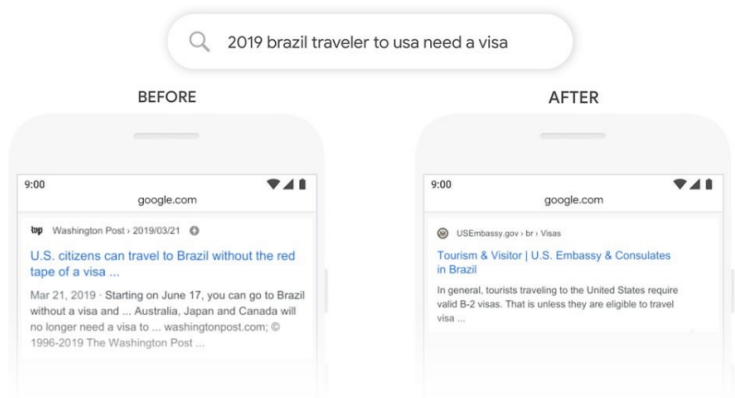 2019 brazil traveler to usa need a visa
BEFORE
9:00
google.com
wp Washington Post › 2019/03/21
U.S. citizens can travel to Brazil without the red
tape of a visa ...
Mar 21, 2019 · Starting on June 17, you can go to Brazil
without a visa and ... Australia, Japan and Canada will
no longer need a visa to ... washingtonpost.com; ©
1996-2019 The Washington Post ...
AFTER
9:00
google.com
USEmbassy.gov › br › Visas
Tourism & Visitor | U.S. Embassy & Consulates
in Brazil
In general, tourists traveling to the United States require
valid B-2 visas. That is unless they are eligible to travel
visa ...